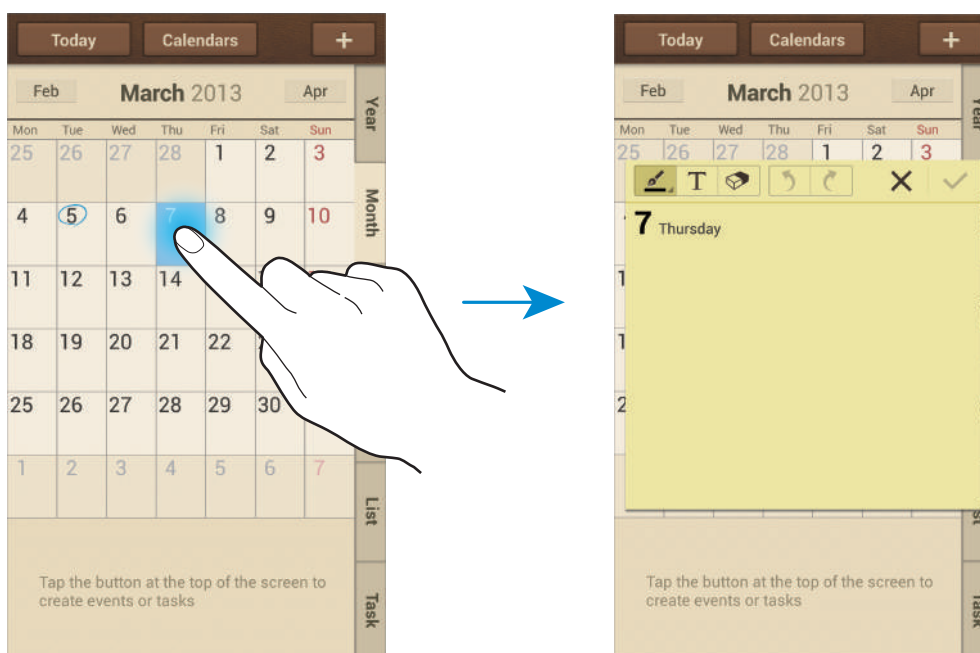 Today Calendars +
Feb March 2013 Apr
Mon Tue Wed Thu Fri Sat Sun
25 26 27 28 1 2 3
4 5 6 7 8 9 10
11 12 13 14
18 19 20 21 22
25 26 27 28 29 30
1 2 3 4 5 6 7
Year
Month
List
Task
Tap the button at the top of the screen to
create events or tasks
Today Calendars +
Feb March 2013 Apr
Mon Tue Wed Thu Fri Sat Sun
25 26 27 28 1 2 3
T
7 Thursday
Year
Task
Tap the button at the top of the screen to
create events or tasks